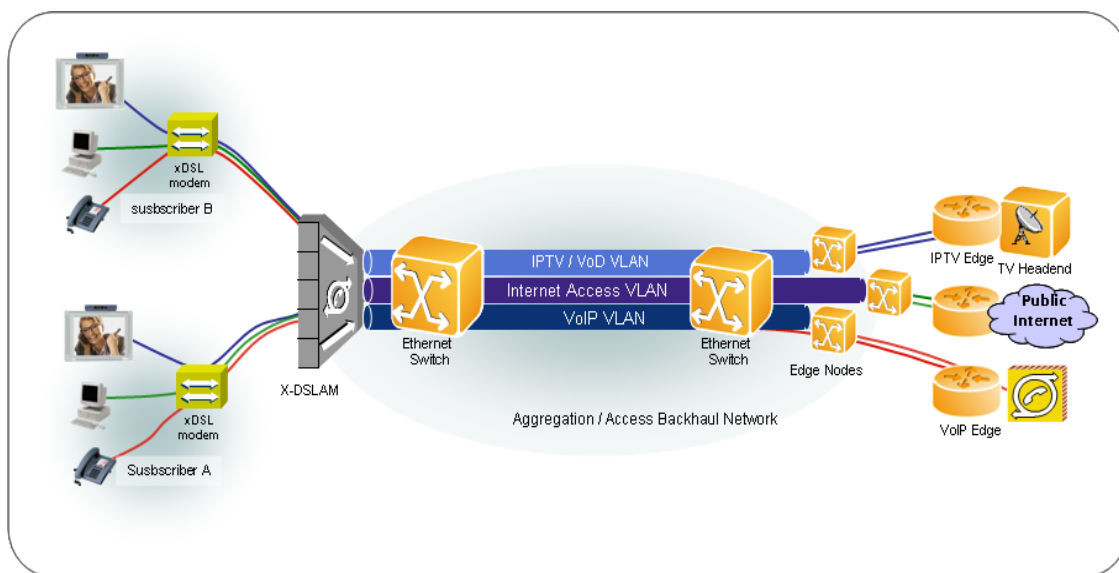 xDSL
modem
susbscriber B
xDSL
modem
Susbscriber A
X-DSLAM
IPTV / VoD VLAN
Internet Access VLAN
VoIP VLAN
Ethernet
Switch
Ethernet
Switch
Aggregation / Access Backhaul Network
Edge Nodes
IPTV Edge
TV Headend
Public
Internet
VoIP Edge